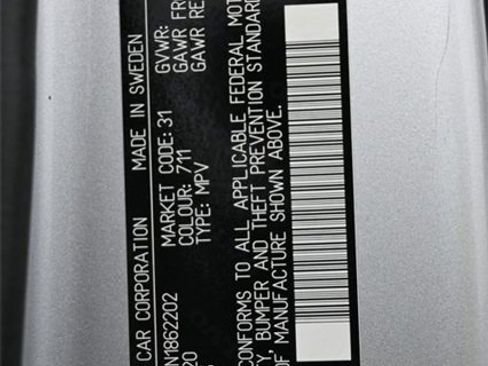 CAR CORPORATION MADE IN SWEDEN
GVWR:
GAWR FR
GAWR RE
N1862202
20
MARKET CODE: 31
COLOUR: 711
TYPE: MPV
CONFORMS TO ALL APPLICABLE FEDERAL MOT
Y, BUMPER AND THEFT PREVENTION STANDARD
OF MANUFACTURE SHOWN ABOVE.